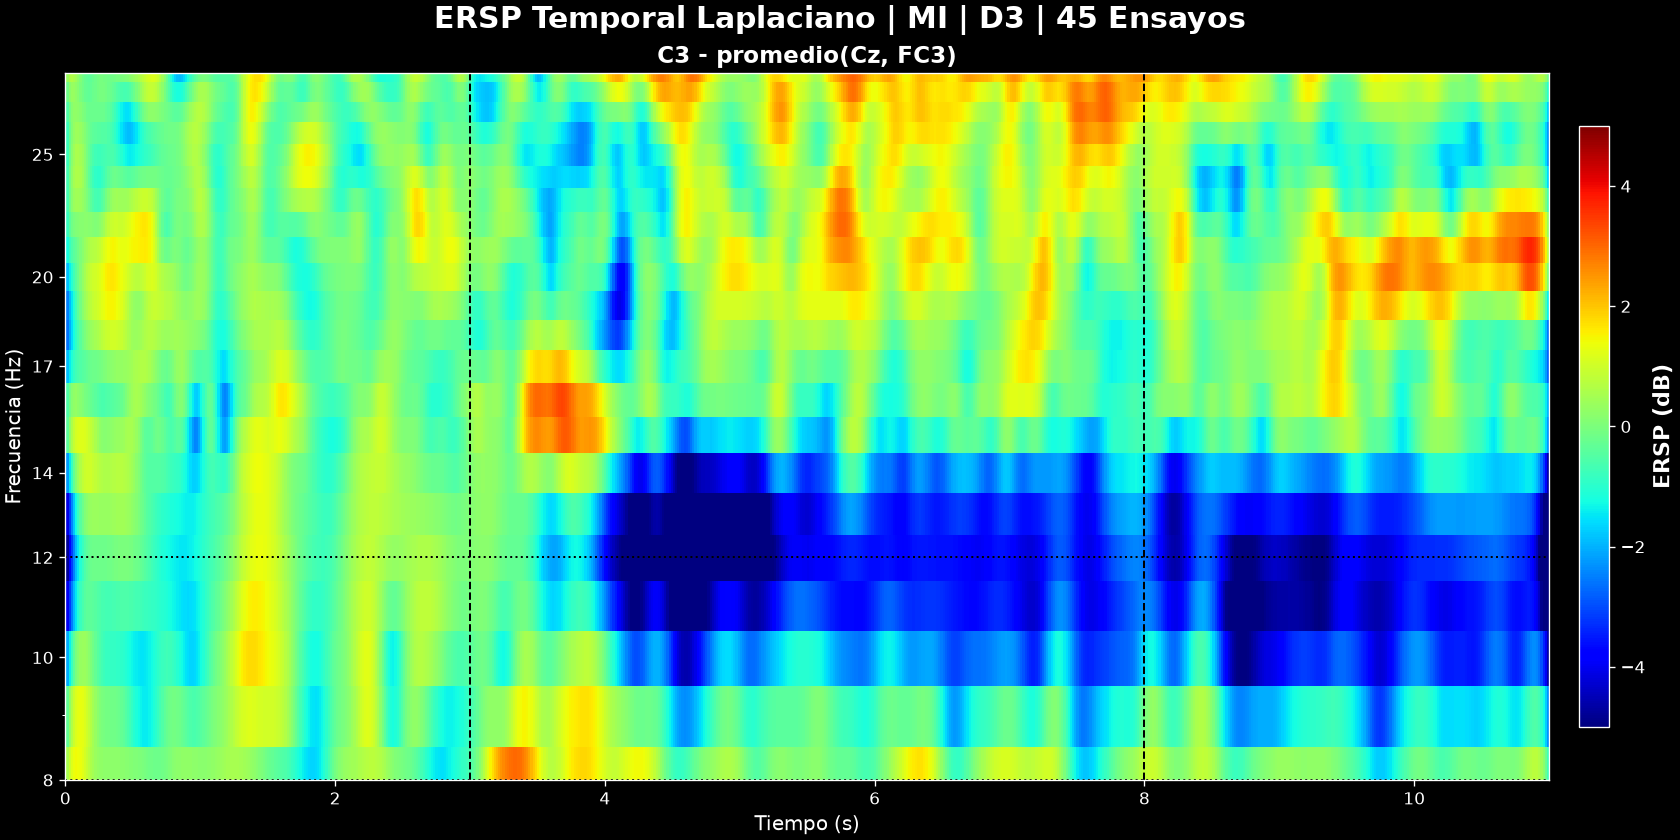 ERSP Temporal Laplaciano | MI | D3 | 45 Ensayos
C3 - promedio(Cz, FC3)
Frecuencia (Hz)
25
20
17
14
12
10
8
0 2 4 6 8 10
Tiempo (s)
4
2
0
−2
−4
ERSP (dB)